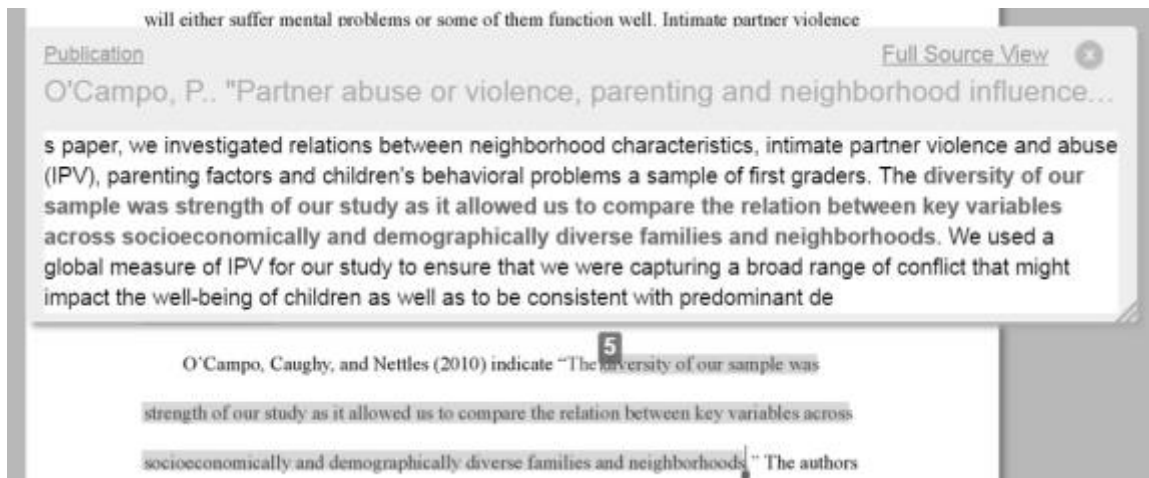 will either suffer mental problems or some of them function well. Intimate partner violence
Publication
Full Source View
x
O'Campo, P.. "Partner abuse or violence, parenting and neighborhood influence...
s paper, we investigated relations between neighborhood characteristics, intimate partner violence and abuse
(IPV), parenting factors and children's behavioral problems a sample of first graders. The diversity of our
sample was strength of our study as it allowed us to compare the relation between key variables
across socioeconomically and demographically diverse families and neighborhoods. We used a
global measure of IPV for our study to ensure that we were capturing a broad range of conflict that might
impact the well-being of children as well as to be consistent with predominant de
5
O'Campo, Caughy, and Nettles (2010) indicate “The diversity of our sample was
strength of our study as it allowed us to compare the relation between key variables across
socioeconomically and demographically diverse families and neighborhoods.” The authors